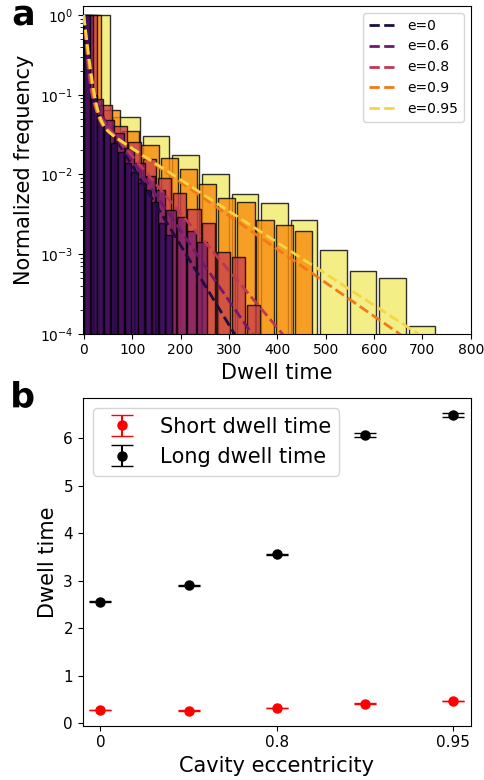 a
Normalized frequency
10⁰
10⁻¹
10⁻²
10⁻³
10⁻⁴
e=0
e=0.6
e=0.8
e=0.9
e=0.95
0 100 200 300 400 500 600 700 800
Dwell time
b
Dwell time
6
5
4
3
2
1
0
Short dwell time
Long dwell time
0 0.8 0.95
Cavity eccentricity